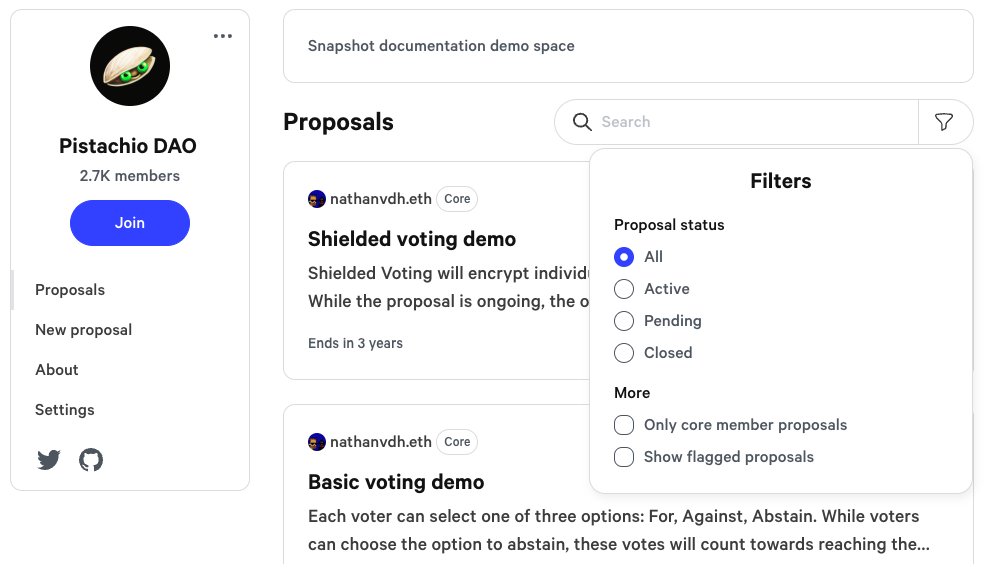 Pistachio DAO
2.7K members
Join
Proposals
New proposal
About
Settings
Snapshot documentation demo space
Proposals
Search
nathanvdh.eth Core
Shielded voting demo
Shielded Voting will encrypt
While the proposal is ongoing, the
Ends in 3 years
Filters
Proposal status
All
Active
Pending
Closed
More
Only core member proposals
Show flagged proposals
nathanvdh.eth Core
Basic voting demo
Each voter can select one of three options: For, Against, Abstain. While voters
can choose the option to abstain, these votes will count towards reaching the...